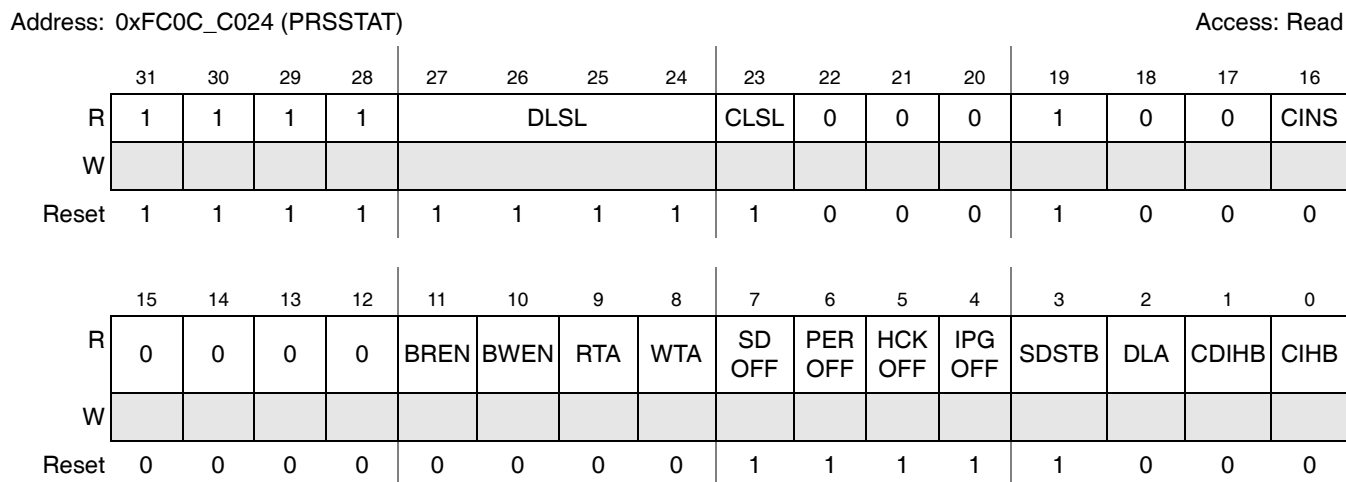 Address: 0xFC0C_C024 (PRSSTAT) Access: Read
31 30 29 28 27 26 25 24 23 22 21 20 19 18 17 16
R 1 1 1 1 DLSL CLSL 0 0 0 1 0 0 CINS
W
Reset 1 1 1 1 1 1 1 1 1 0 0 0 1 0 0 0
15 14 13 12 11 10 9 8 7 6 5 4 3 2 1 0
R 0 0 0 0 BREN BWEN RTA WTA SD OFF PER OFF HCK OFF IPG OFF SDSTB DLA CDIHB CIHB
W
Reset 0 0 0 0 0 0 0 0 1 1 1 1 1 0 0 0